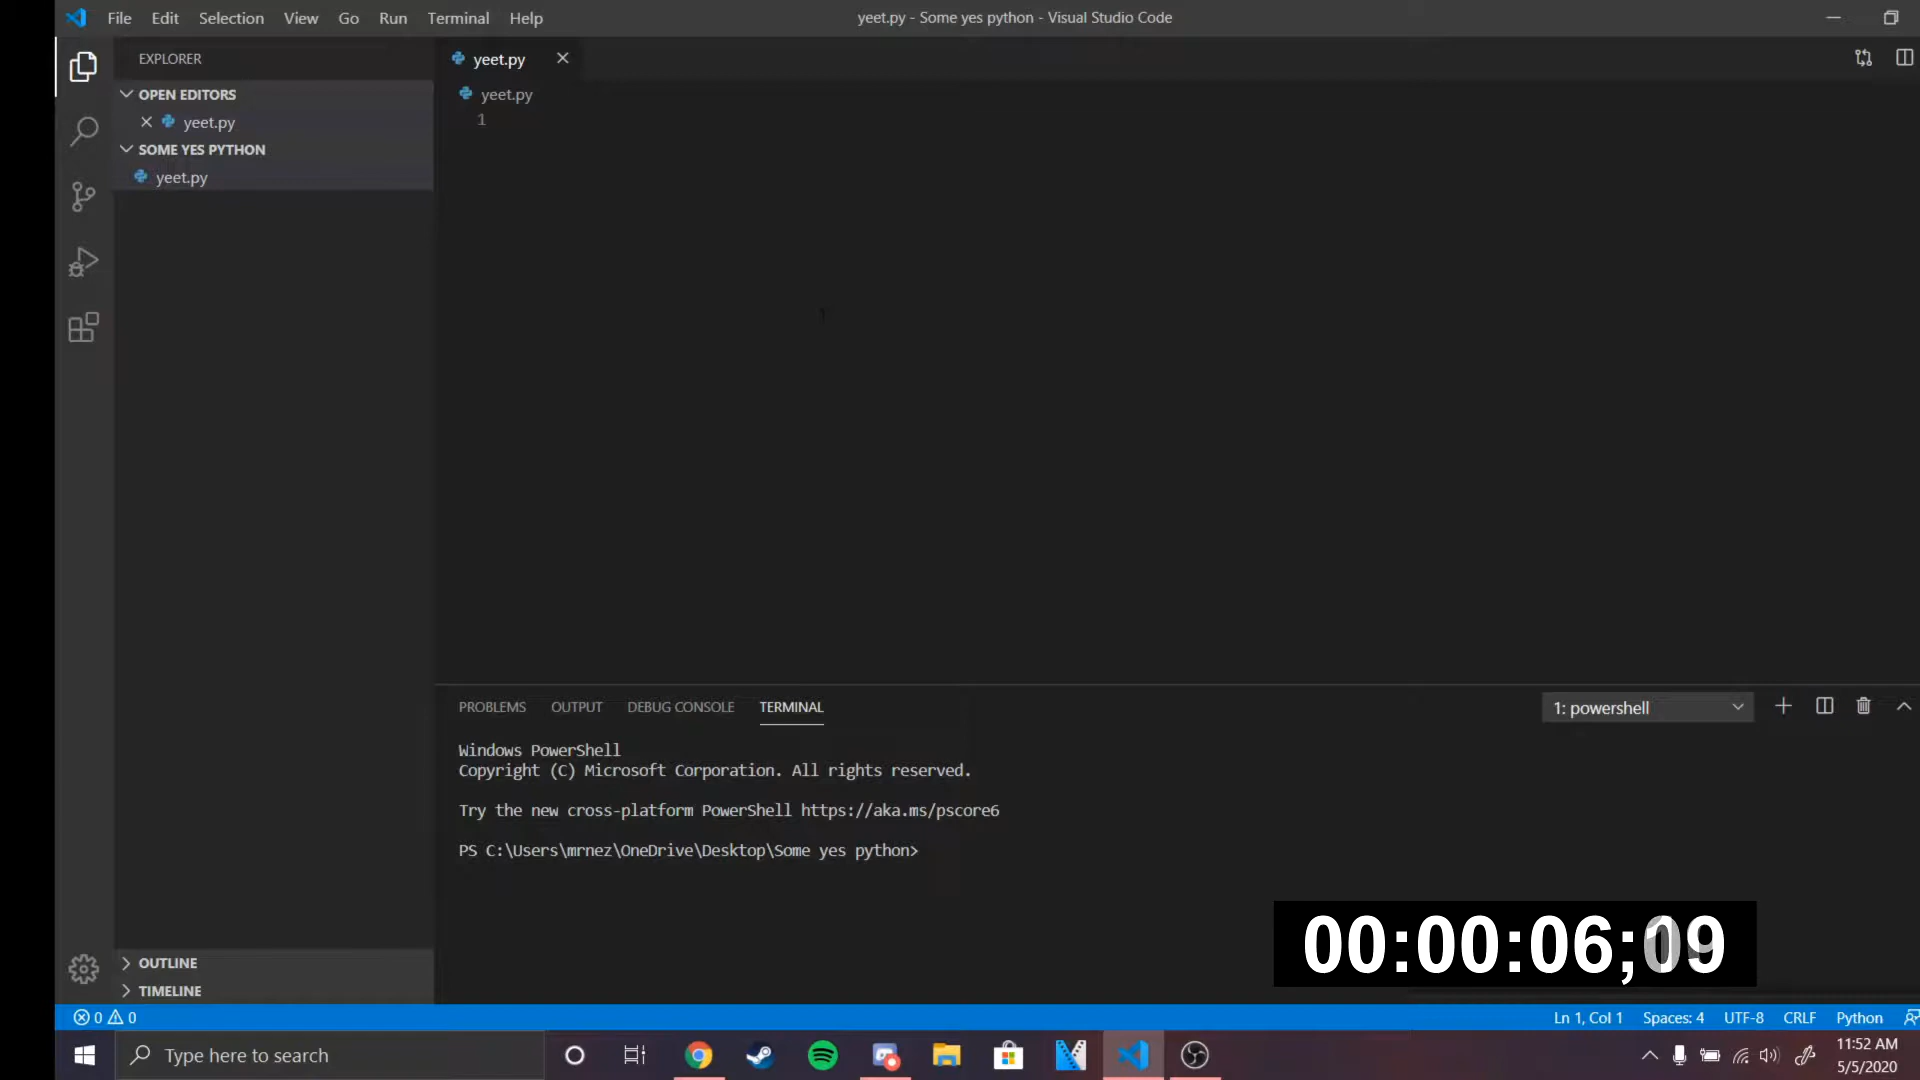 File Edit Selection View Go Run Terminal Help
yeet.py - Some yes python - Visual Studio Code
EXPLORER
OPEN EDITORS
yeet.py
SOME YES PYTHON
yeet.py
OUTLINE
TIMELINE
yeet.py
yeet.py
1
PROBLEMS OUTPUT DEBUG CONSOLE TERMINAL
1: powershell
Windows PowerShell
Copyright (C) Microsoft Corporation. All rights reserved.
Try the new cross-platform PowerShell https://aka.ms/pscore6
PS C:\Users\mrnez\OneDrive\Desktop\Some yes python>
0 0
Ln 1, Col 1 Spaces: 4 UTF-8 CRLF Python
Type here to search
11:52 AM
5/5/2020